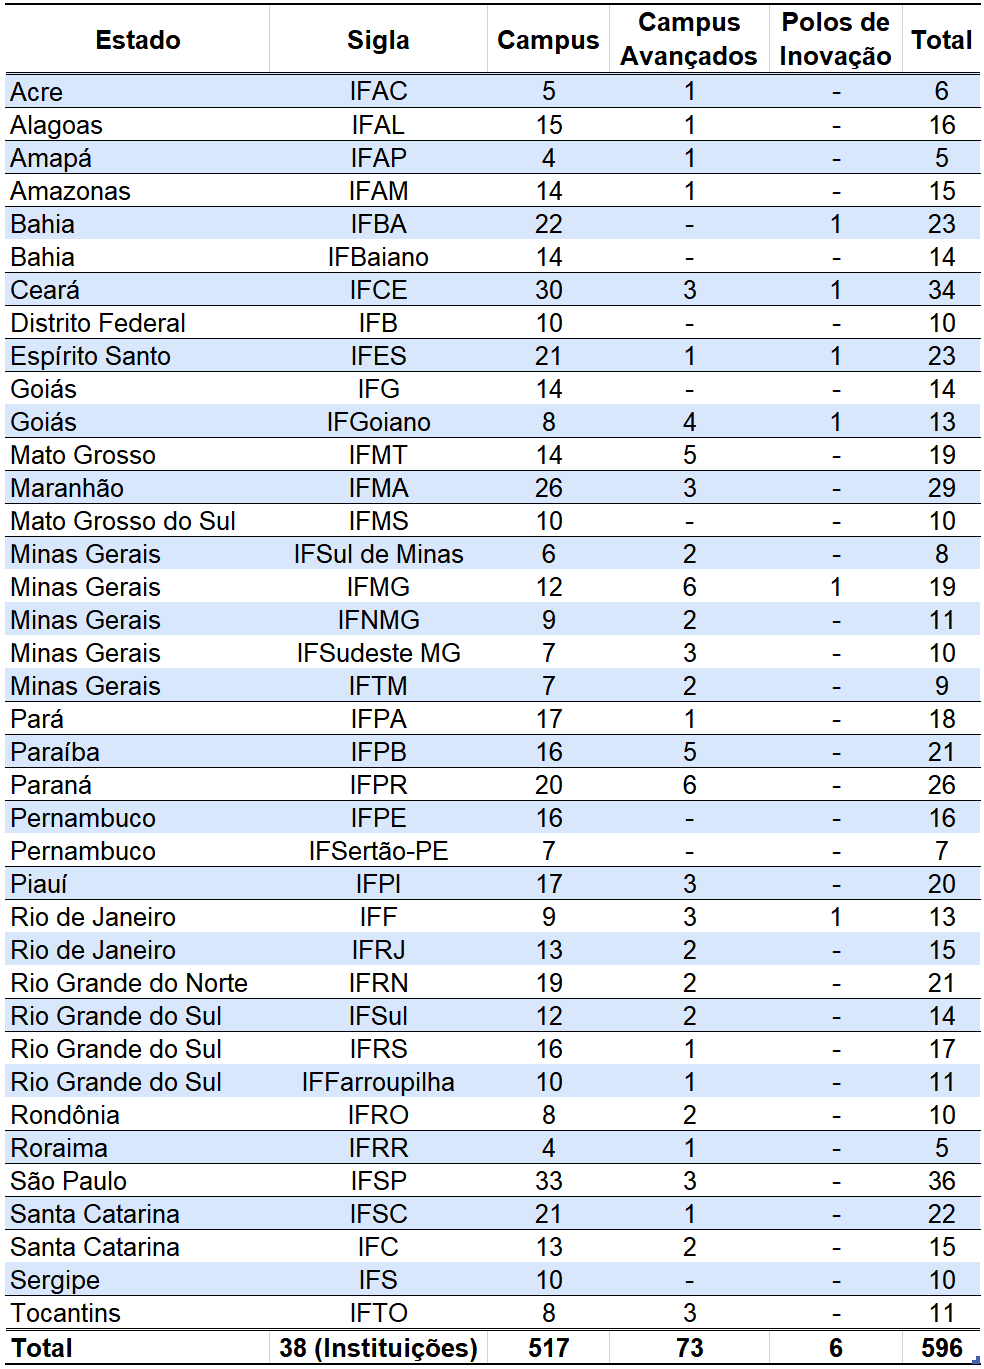 Estado Sigla Campus Campus Avançados Polos de Inovação Total
Acre IFAC 5 1 - 6
Alagoas IFAL 15 1 - 16
Amapá IFAP 4 1 - 5
Amazonas IFAM 14 1 - 15
Bahia IFBA 22 - 1 23
Bahia IFBaiano 14 - - 14
Ceará IFCE 30 3 1 34
Distrito Federal IFB 10 - - 10
Espírito Santo IFES 21 1 1 23
Goiás IFG 14 - - 14
Goiás IFGoiano 8 4 1 13
Mato Grosso IFMT 14 5 - 19
Maranhão IFMA 26 3 - 29
Mato Grosso do Sul IFMS 10 - - 10
Minas Gerais IFSul de Minas 6 2 - 8
Minas Gerais IFMG 12 6 1 19
Minas Gerais IFNMG 9 2 - 11
Minas Gerais IFSudeste MG 7 3 - 10
Minas Gerais IFTM 7 2 - 9
Pará IFPA 17 1 - 18
Paraíba IFPB 16 5 - 21
Paraná IFPR 20 6 - 26
Pernambuco IFPE 16 - - 16
Pernambuco IFSertão-PE 7 - - 7
Piauí IFPI 17 3 - 20
Rio de Janeiro IFF 9 3 1 13
Rio de Janeiro IFRJ 13 2 - 15
Rio Grande do Norte IFRN 19 2 - 21
Rio Grande do Sul IFSul 12 2 - 14
Rio Grande do Sul IFRS 16 1 - 17
Rio Grande do Sul IFFarroupilha 10 1 - 11
Rondônia IFRO 8 2 - 10
Roraima IFRR 4 1 - 5
São Paulo IFSP 33 3 - 36
Santa Catarina IFSC 21 1 - 22
Santa Catarina IFC 13 2 - 15
Sergipe IFS 10 - - 10
Tocantins IFTO 8 3 - 11
Total 38 (Instituições) 517 73 6 596